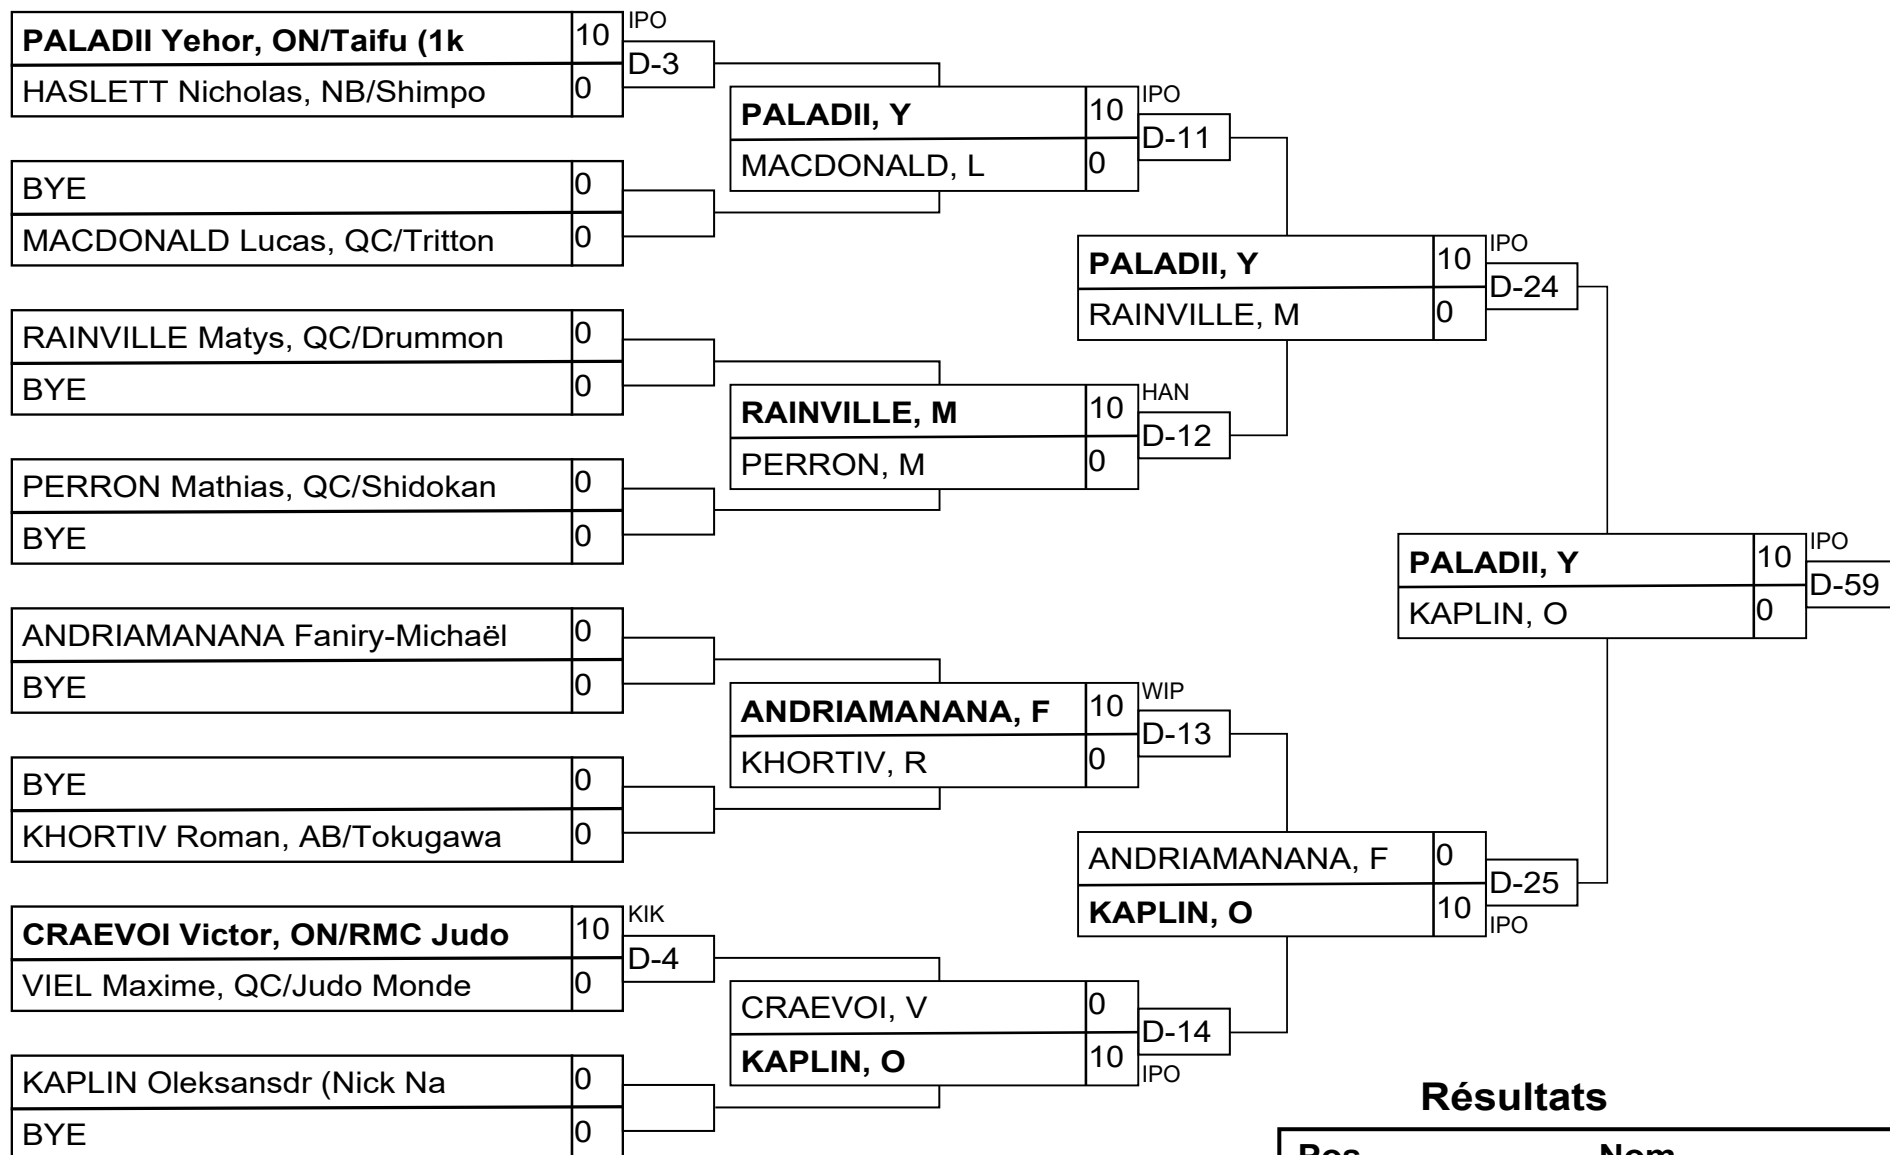 PALADII Yehor, ON/Taifu (1k 10 IPO
D-3
HASLETT Nicholas, NB/Shimpo 0
BYE 0
MACDONALD Lucas, QC/Tritton 0
RAINVILLE Matys, QC/Drummon 0
BYE 0
PERRON Mathias, QC/Shidokan 0
BYE 0
ANDRIAMANANA Faniry-Michaël 0
BYE 0
BYE 0
KHORTIV Roman, AB/Tokugawa 0
CRAEVOI Victor, ON/RMC Judo 10 KIK
D-4
VIEL Maxime, QC/Judo Monde 0
KAPLIN Oleksansdr (Nick Na 0
BYE 0
PALADII, Y 10 IPO
D-11
MACDONALD, L 0
RAINVILLE, M 10 HAN
D-12
PERRON, M 0
ANDRIAMANANA, F 10 WIP
D-13
KHORTIV, R 0
CRAEVOI, V 0
D-14
KAPLIN, O 10 IPO
PALADII, Y 10 IPO
D-24
RAINVILLE, M 0
ANDRIAMANANA, F 0
D-25
KAPLIN, O 10 IPO
PALADII, Y 10 IPO
D-59
KAPLIN, O 0
Résultats
Pos Nom